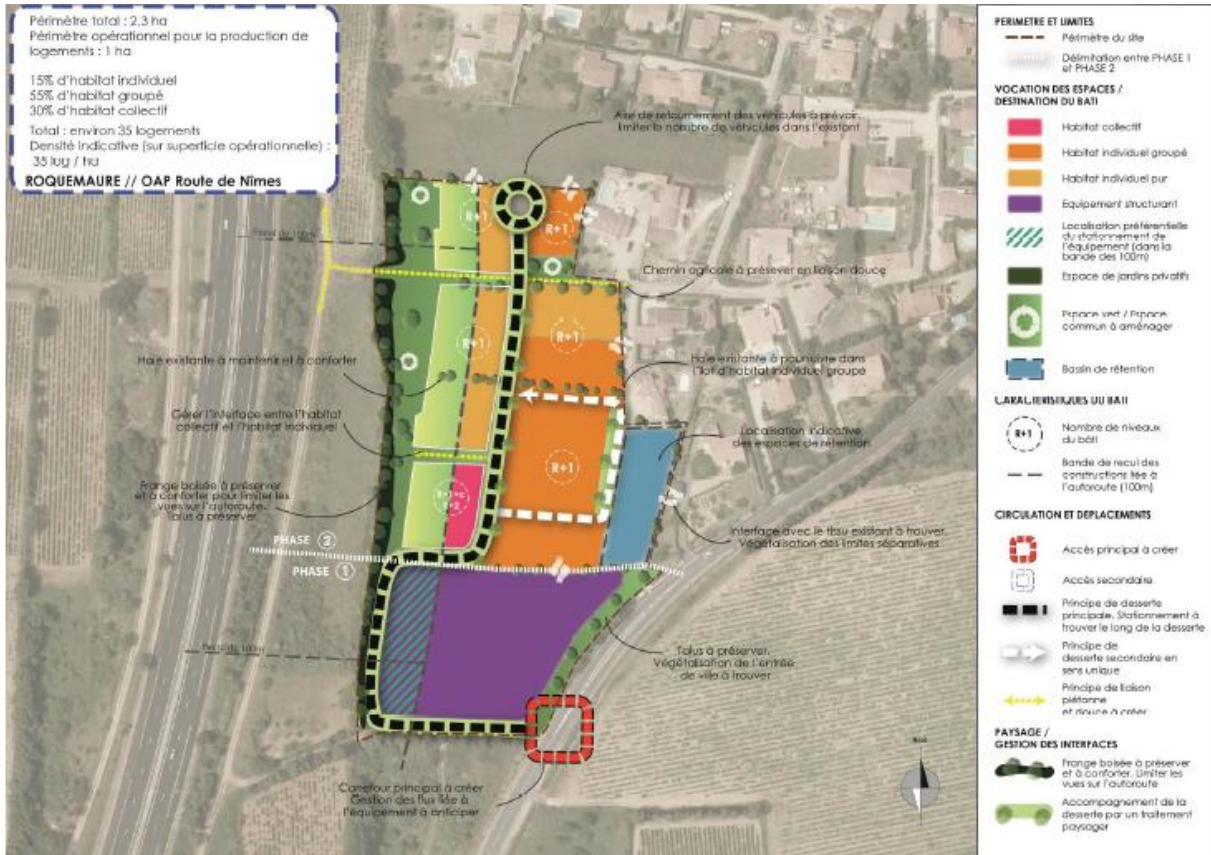 Périmètre total : 2,3 ha
Périmètre opérationnel pour la production de
logements : 1 ha
15% d'habitat individuel
55% d'habitat groupé
30% d'habitat collectif
Total : environ 35 logements
Densité indicative (sur superficie opérationnelle) :
35 log / ha
ROQUEMAURE // OAP Route de Nîmes
Aire de retournement des véhicules à prévoir,
limiter le nombre de véhicules dans l'existant
R+1
R+1
Chemin agricole à présever en liaison douce
R+1
R+1
Haie existante à maintenir et à conforter
Haie existante à poursuivre dans
l'îlot d'habitat individuel groupé
Gérer l'interface entre l'habitat
collectif et l'habitat individuel
Localisation indicative
des espaces de rétention
R+1
Frange boisée à préserver
et à conforter pour limiter les
vues sur l'autoroute.
Talus à préserver
Interface avec le tissu existant à trouver.
Végétalisation des limites séparatives
PHASE 2
PHASE 1
Talus à préserver.
Végétalisation de l'entrée
de ville à trouver
Carrefour principal à créer
Gestion des flux liée à
l'équipement à anticiper
PERIMETRE ET LIMITES
Périmètre du site
Délimitation entre PHASE 1
et PHASE 2
VOCATION DES ESPACES /
DESTINATION DU BATI
Habitat collectif
Habitat individuel groupé
Habitat individuel pur
Equipement structurant
Localisation préférentielle
du stationnement de
l'équipement (dans la
bande des 100m)
Espace de jardins privatifs
Espace vert / Espace
commun à aménager
Bassin de rétention
CARACTERISTIQUES DU BATI
R+1
Nombre de niveaux
du bâti
Bande de recul des
constructions liée à
l'autoroute (100m)
CIRCULATION ET DEPLACEMENTS
Accès principal à créer
Accès secondaire
Principe de desserte
principale. Stationnement à
trouver le long de la desserte
Principe de
desserte secondaire en
sens unique
Principe de liaison
piétonne
et douce à créer
PAYSAGE /
GESTION DES INTERFACES
Frange boisée à préserver
et à conforter. Limiter les
vues sur l'autoroute
Accompagnement de la
desserte par un traitement
paysager